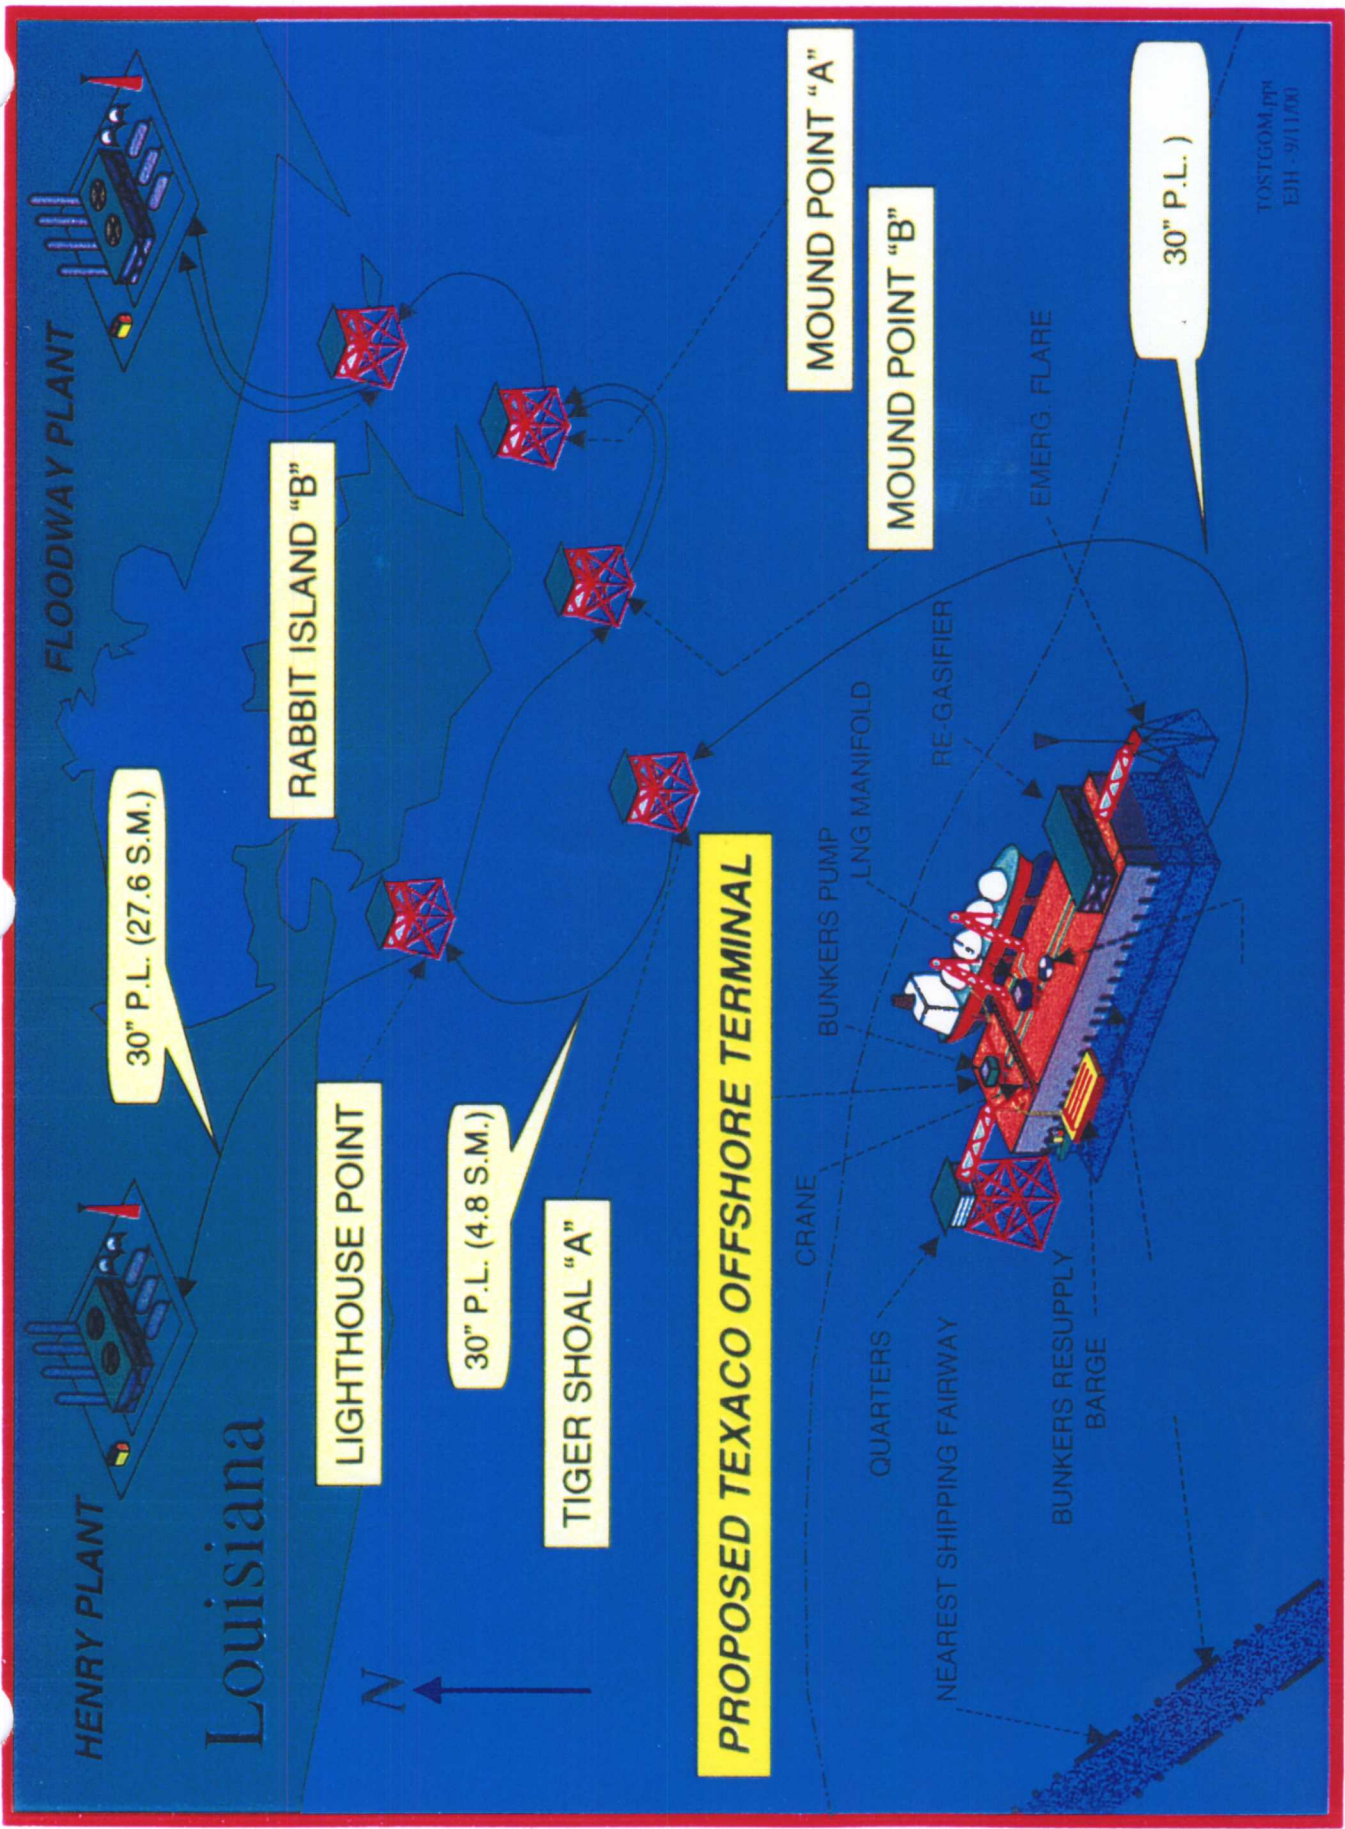 HENRY PLANT
FLOODWAY PLANT
Louisiana
30” P.L. (27.6 S.M.)
RABBIT ISLAND “B”
LIGHTHOUSE POINT
N
30” P.L. (4.8 S.M.)
TIGER SHOAL “A”
MOUND POINT “A”
MOUND POINT “B”
PROPOSED TEXACO OFFSHORE TERMINAL
CRANE
BUNKERS PUMP
LNG MANIFOLD
QUARTERS
RE-GASIFIER
NEAREST SHIPPING FAIRWAY
EMERG. FLARE
BUNKERS RESUPPLY
BARGE
30” P.L. )
TOSTGOM.ppt
EJH - 9/11/00